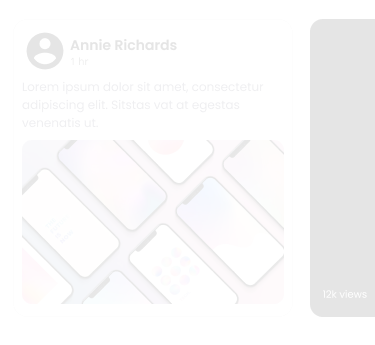 Annie Richards
1 hr
Lorem ipsum dolor sit amet, consectetur
adipiscing elit. Sitstas vat at egestas
venenatis ut.
12k views